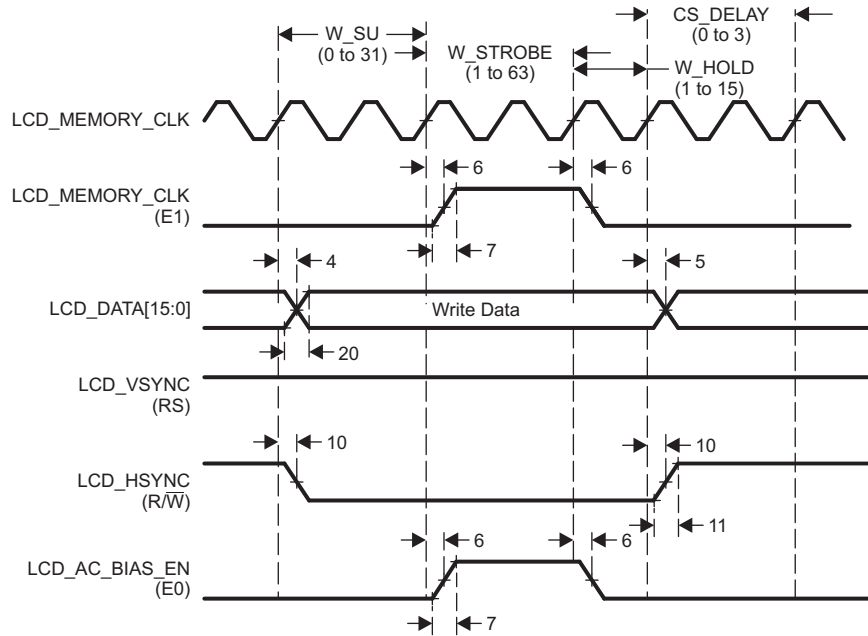 CS_DELAY
(0 to 3)
W_SU
(0 to 31)
W_STROBE
(1 to 63)
W_HOLD
(1 to 15)
LCD_MEMORY_CLK
6
6
LCD_MEMORY_CLK
(E1)
7
4
5
LCD_DATA[15:0]
Write Data
20
LCD_VSYNC
(RS)
10
10
LCD_HSYNC
(R/W̅)
11
6
6
LCD_AC_BIAS_EN
(E0)
7